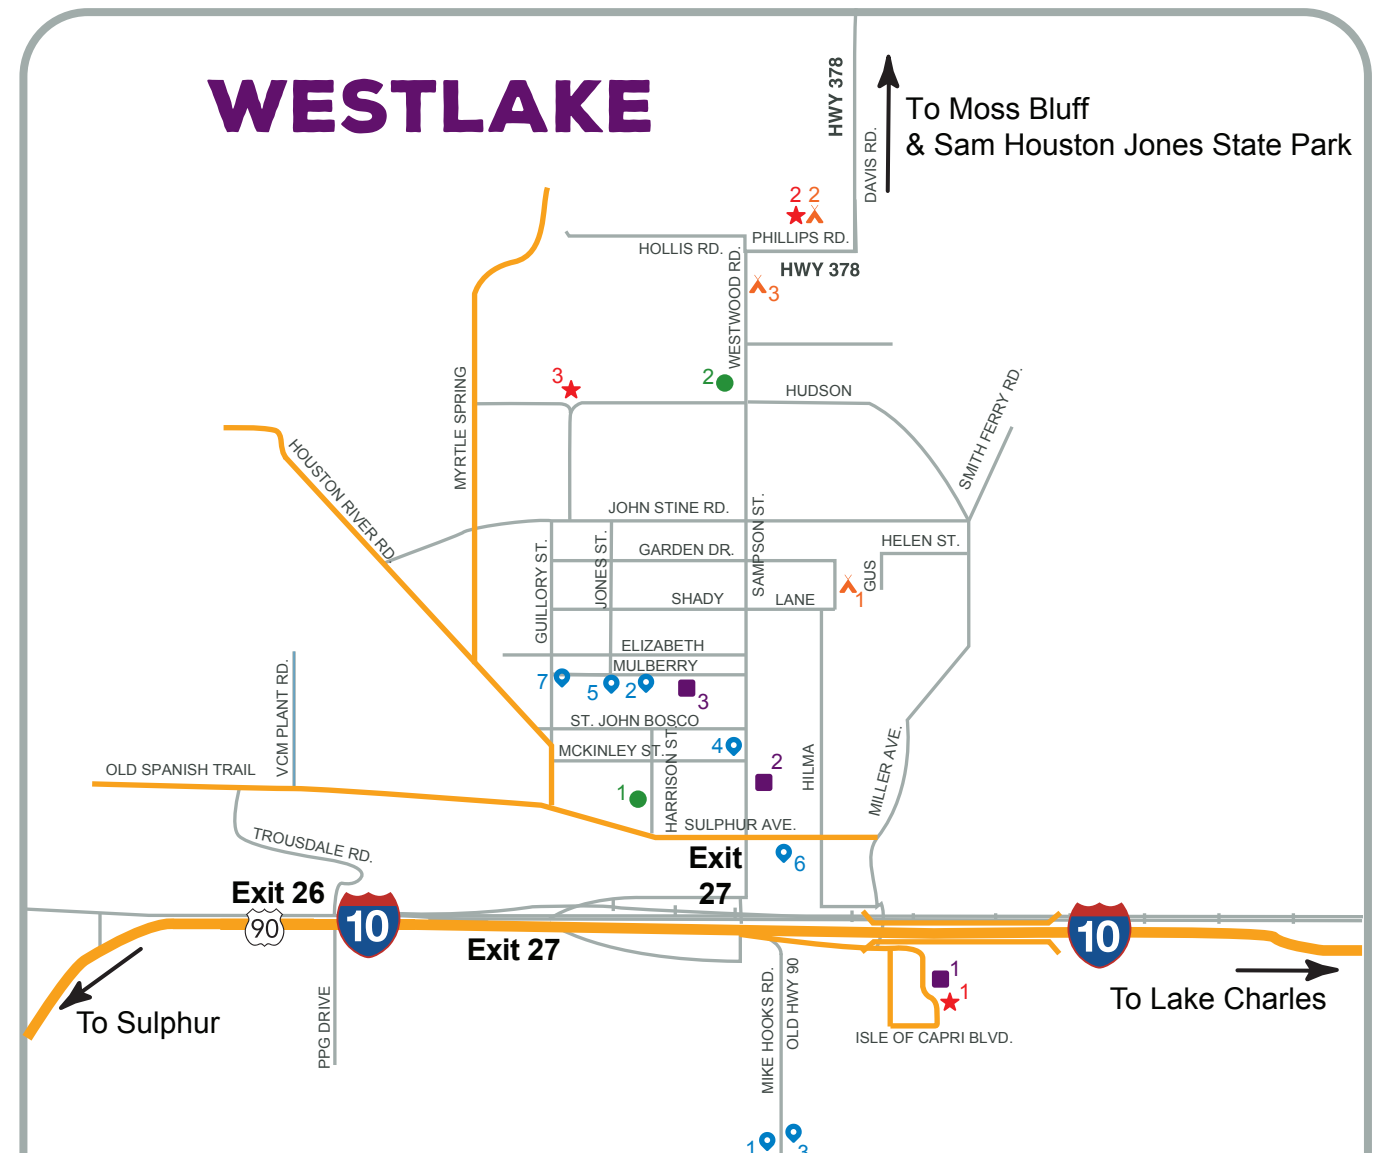 WESTLAKE
HWY 378
DAVIS RD.
To Moss Bluff
& Sam Houston Jones State Park
2 2
PHILLIPS RD.
HOLLIS RD.
HWY 378
WESTWOOD RD.
3
3
2
HUDSON
MYRTLE SPRING
SMITH FERRY RD.
HOUSTON RIVER RD.
JOHN STINE RD.
SAMPSON ST.
GUILLORY ST.
JONES ST.
GARDEN DR.
HELEN ST.
GUS
1
SHADY LANE
ELIZABETH
MULBERRY
7
5
2
3
ST. JOHN BOSCO
MCKINLEY ST.
HARRISON ST.
4
2
HILMA
MILLER AVE.
VCM PLANT RD.
OLD SPANISH TRAIL
1
SULPHUR AVE.
TROUSDALE RD.
Exit
27
6
Exit 26
90
10
Exit 27
10
To Sulphur
PPG DRIVE
MIKE HOOKS RD.
OLD HWY 90
1
1
ISLE OF CAPRI BLVD.
To Lake Charles
1
3